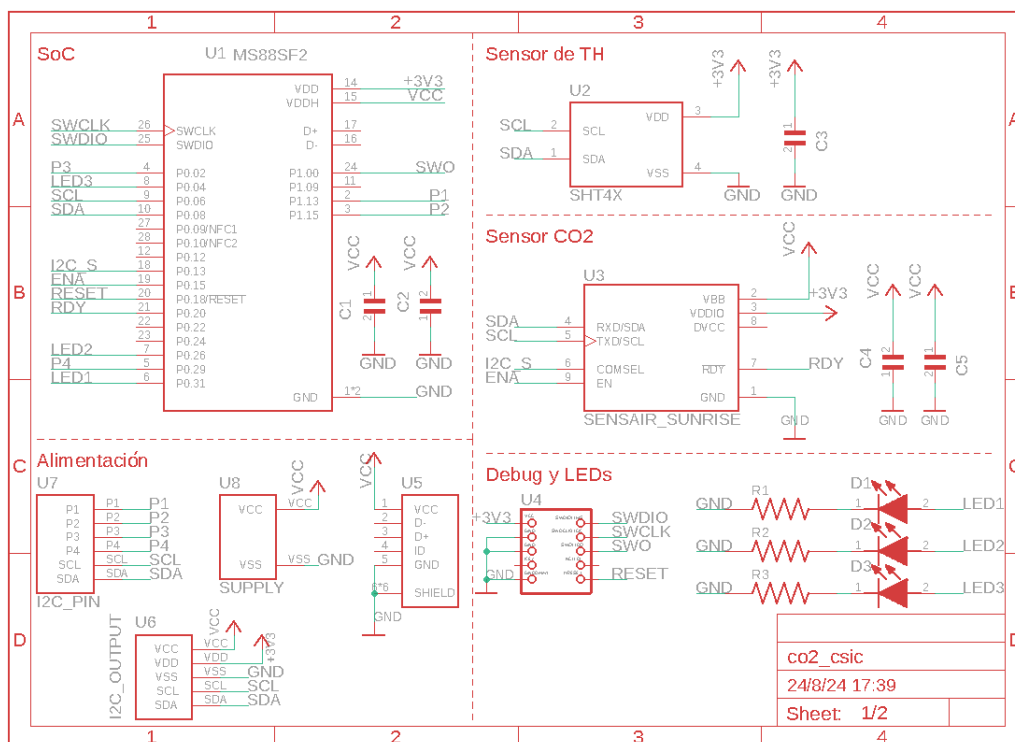 1 2 3 4
A
B
C
D
SoC
U1 MS88SF2
SWCLK 26 SWCLK
SWDIO 25 SWDIO
P3 4 P0.02
LED3 8 P0.04
SCL 9 P0.06
SDA 10 P0.08
27 P0.09/NFC1
28 P0.10/NFC2
12 P0.12
I2C_S 18 P0.13
ENA 19 P0.15
RESET 20 P0.18/RESET
RDY 21 P0.20
22 P0.22
23 P0.24
LED2 7 P0.26
P4 5 P0.29
LED1 6 P0.31
VDD 14 +3V3
VDDH 15 VCC
D+ 17
D- 16
P1.00 24 SWO
P1.09 11
P1.13 2 P1
P1.15 3 P2
GND 1*2 GND
VCC VCC
C1 1 2
C2 2 1
GND GND
Sensor de TH
U2
SCL 2 SCL
SDA 1 SDA
VDD 3 +3V3
VSS 4 GND
SHT4X
+3V3
C3 1 2
GND
Sensor CO2
U3
SDA 4 RXD/SDA
SCL 5 TXD/SCL
I2C_S 6 COMSEL
ENA 9 EN
VBB 2 VCC
VDDIO 3 +3V3
DVCC 8
RDY 7 RDY
GND 1 GND
SENSAIR_SUNRISE
VCC VCC
C4 2 1
C5 1 2
GND GND
Alimentación
U7
P1 P1 P1
P2 P2 P2
P3 P3 P3
P4 P4 P4
SCL SCL SCL
SDA SDA SDA
I2C_PIN
U8
VCC VCC VCC
VSS VSS GND
SUPPLY
U5
VCC
1 VCC
2 D-
3 D+
4 ID
5 GND
6*6 SHIELD
GND
U6
I2C_OUTPUT
VCC VCC VCC
VDD VDD +3V3
VSS VSS GND
SCL SCL SCL
SDA SDA SDA
Debug y LEDs
U4
+3V3 SWDIO
SWCLK
SWO
GND RESET
GND R1 1 D1 2 LED1
GND R2 1 D2 2 LED2
GND R3 1 D3 2 LED3
co2_csic
24/8/24 17:39
Sheet: 1/2
A
B
C
D
1 2 3 4